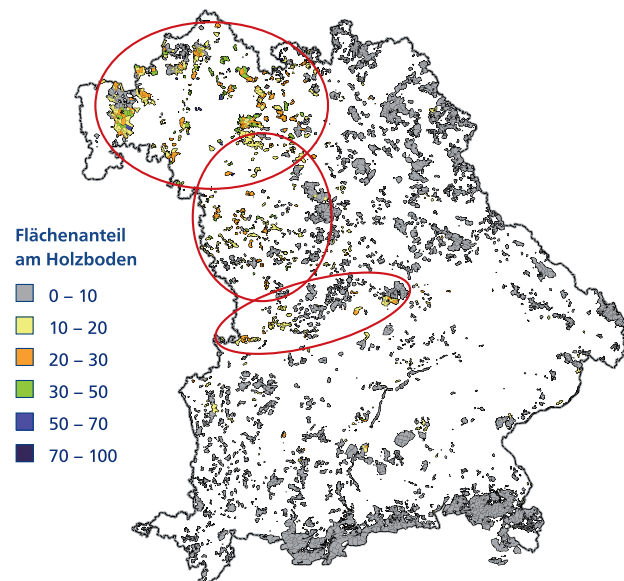 Flächenanteil
am Holzboden
0 – 10
10 – 20
20 – 30
30 – 50
50 – 70
70 – 100